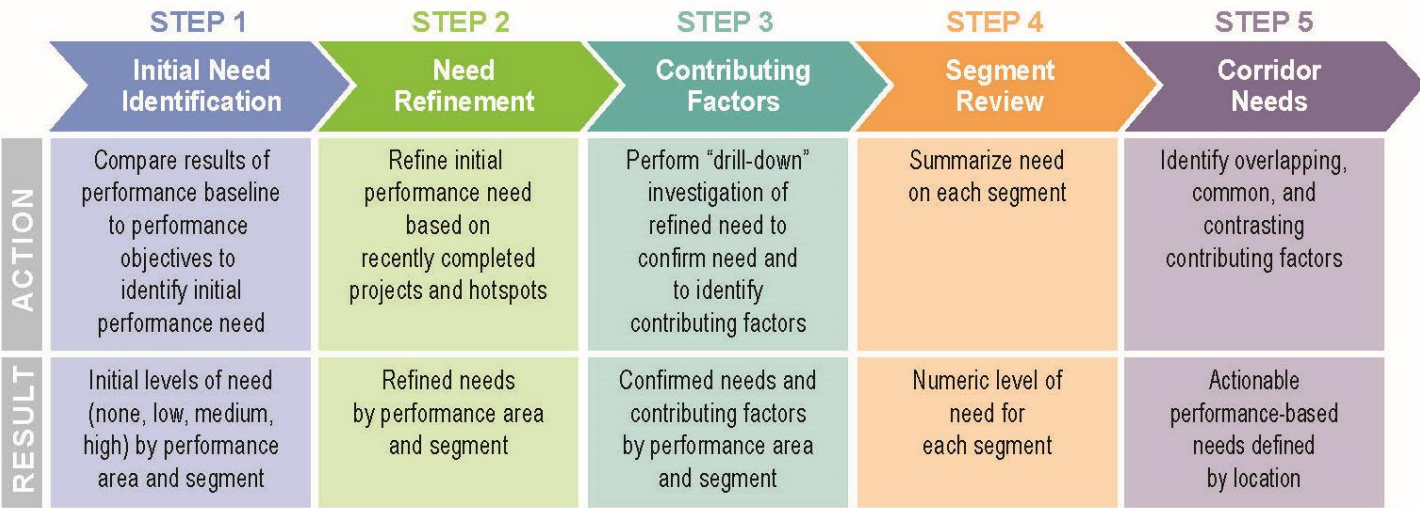 STEP 1
STEP 2
STEP 3
STEP 4
STEP 5
Initial Need
Identification
Need
Refinement
Contributing
Factors
Segment
Review
Corridor
Needs
ACTION
Compare results of
performance baseline
to performance
objectives to
identify initial
performance need
Refine initial
performance need
based on
recently completed
projects and hotspots
Perform “drill-down”
investigation of
refined need to
confirm need and
to identify
contributing factors
Summarize need
on each segment
Identify overlapping,
common, and
contrasting
contributing factors
RESULT
Initial levels of need
(none, low, medium,
high) by performance
area and segment
Refined needs
by performance area
and segment
Confirmed needs and
contributing factors
by performance area
and segment
Numeric level of
need for
each segment
Actionable
performance-based
needs defined
by location